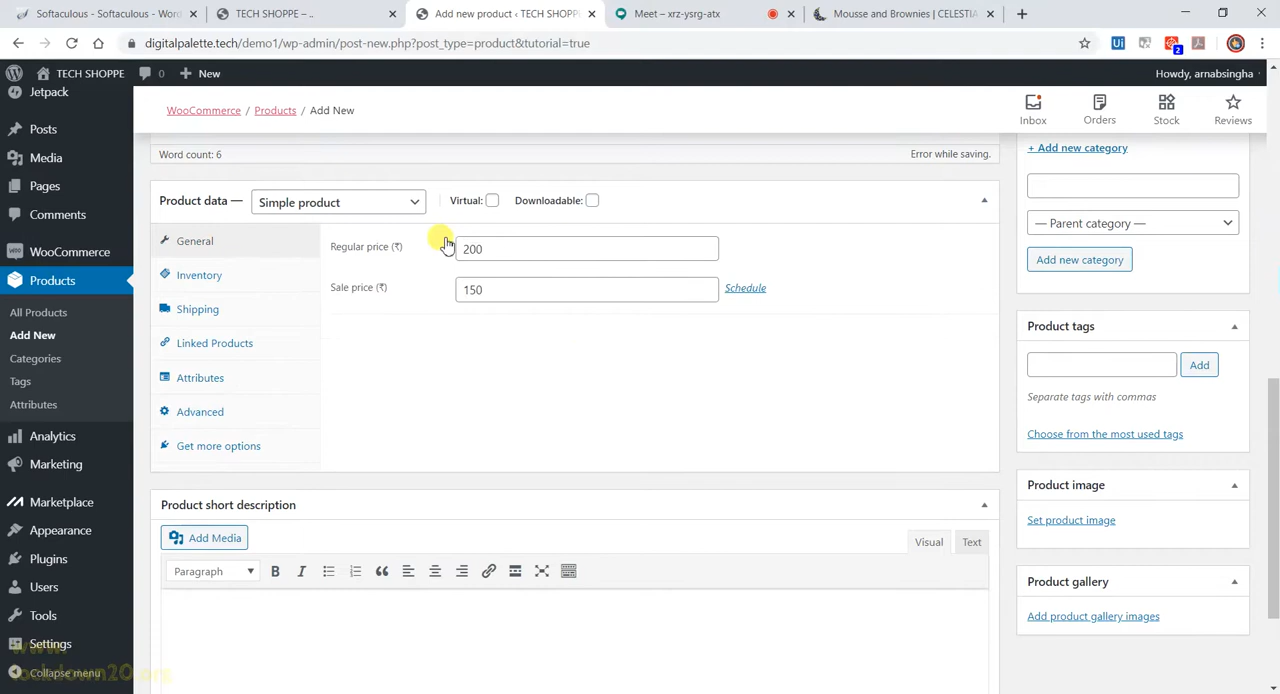 Softaculous - Softaculous - Wor
TECH SHOPPE – ..
Add new product ‹ TECH SHOPP
Meet – xrz-ysrg-atx
Mousse and Brownies | CELESTIA
digitalpalette.tech/demo1/wp-admin/post-new.php?post_type=product&tutorial=true
TECH SHOPPE
0
New
Howdy, arnabsingha
Jetpack
Posts
Media
Pages
Comments
WooCommerce
Products
All Products
Add New
Categories
Tags
Attributes
Analytics
Marketing
Marketplace
Appearance
Plugins
Users
Tools
Settings
Collapse menu
WooCommerce / Products / Add New
Inbox
Orders
Stock
Reviews
Word count: 6
Error while saving.
Product data —
Simple product
Virtual:
Downloadable:
General
Inventory
Shipping
Linked Products
Attributes
Advanced
Get more options
Regular price (₹)
200
Sale price (₹)
150
Schedule
Product short description
Add Media
Visual
Text
Paragraph
+ Add new category
— Parent category —
Add new category
Product tags
Add
Separate tags with commas
Choose from the most used tags
Product image
Set product image
Product gallery
Add product gallery images
www.
lockdown20.org